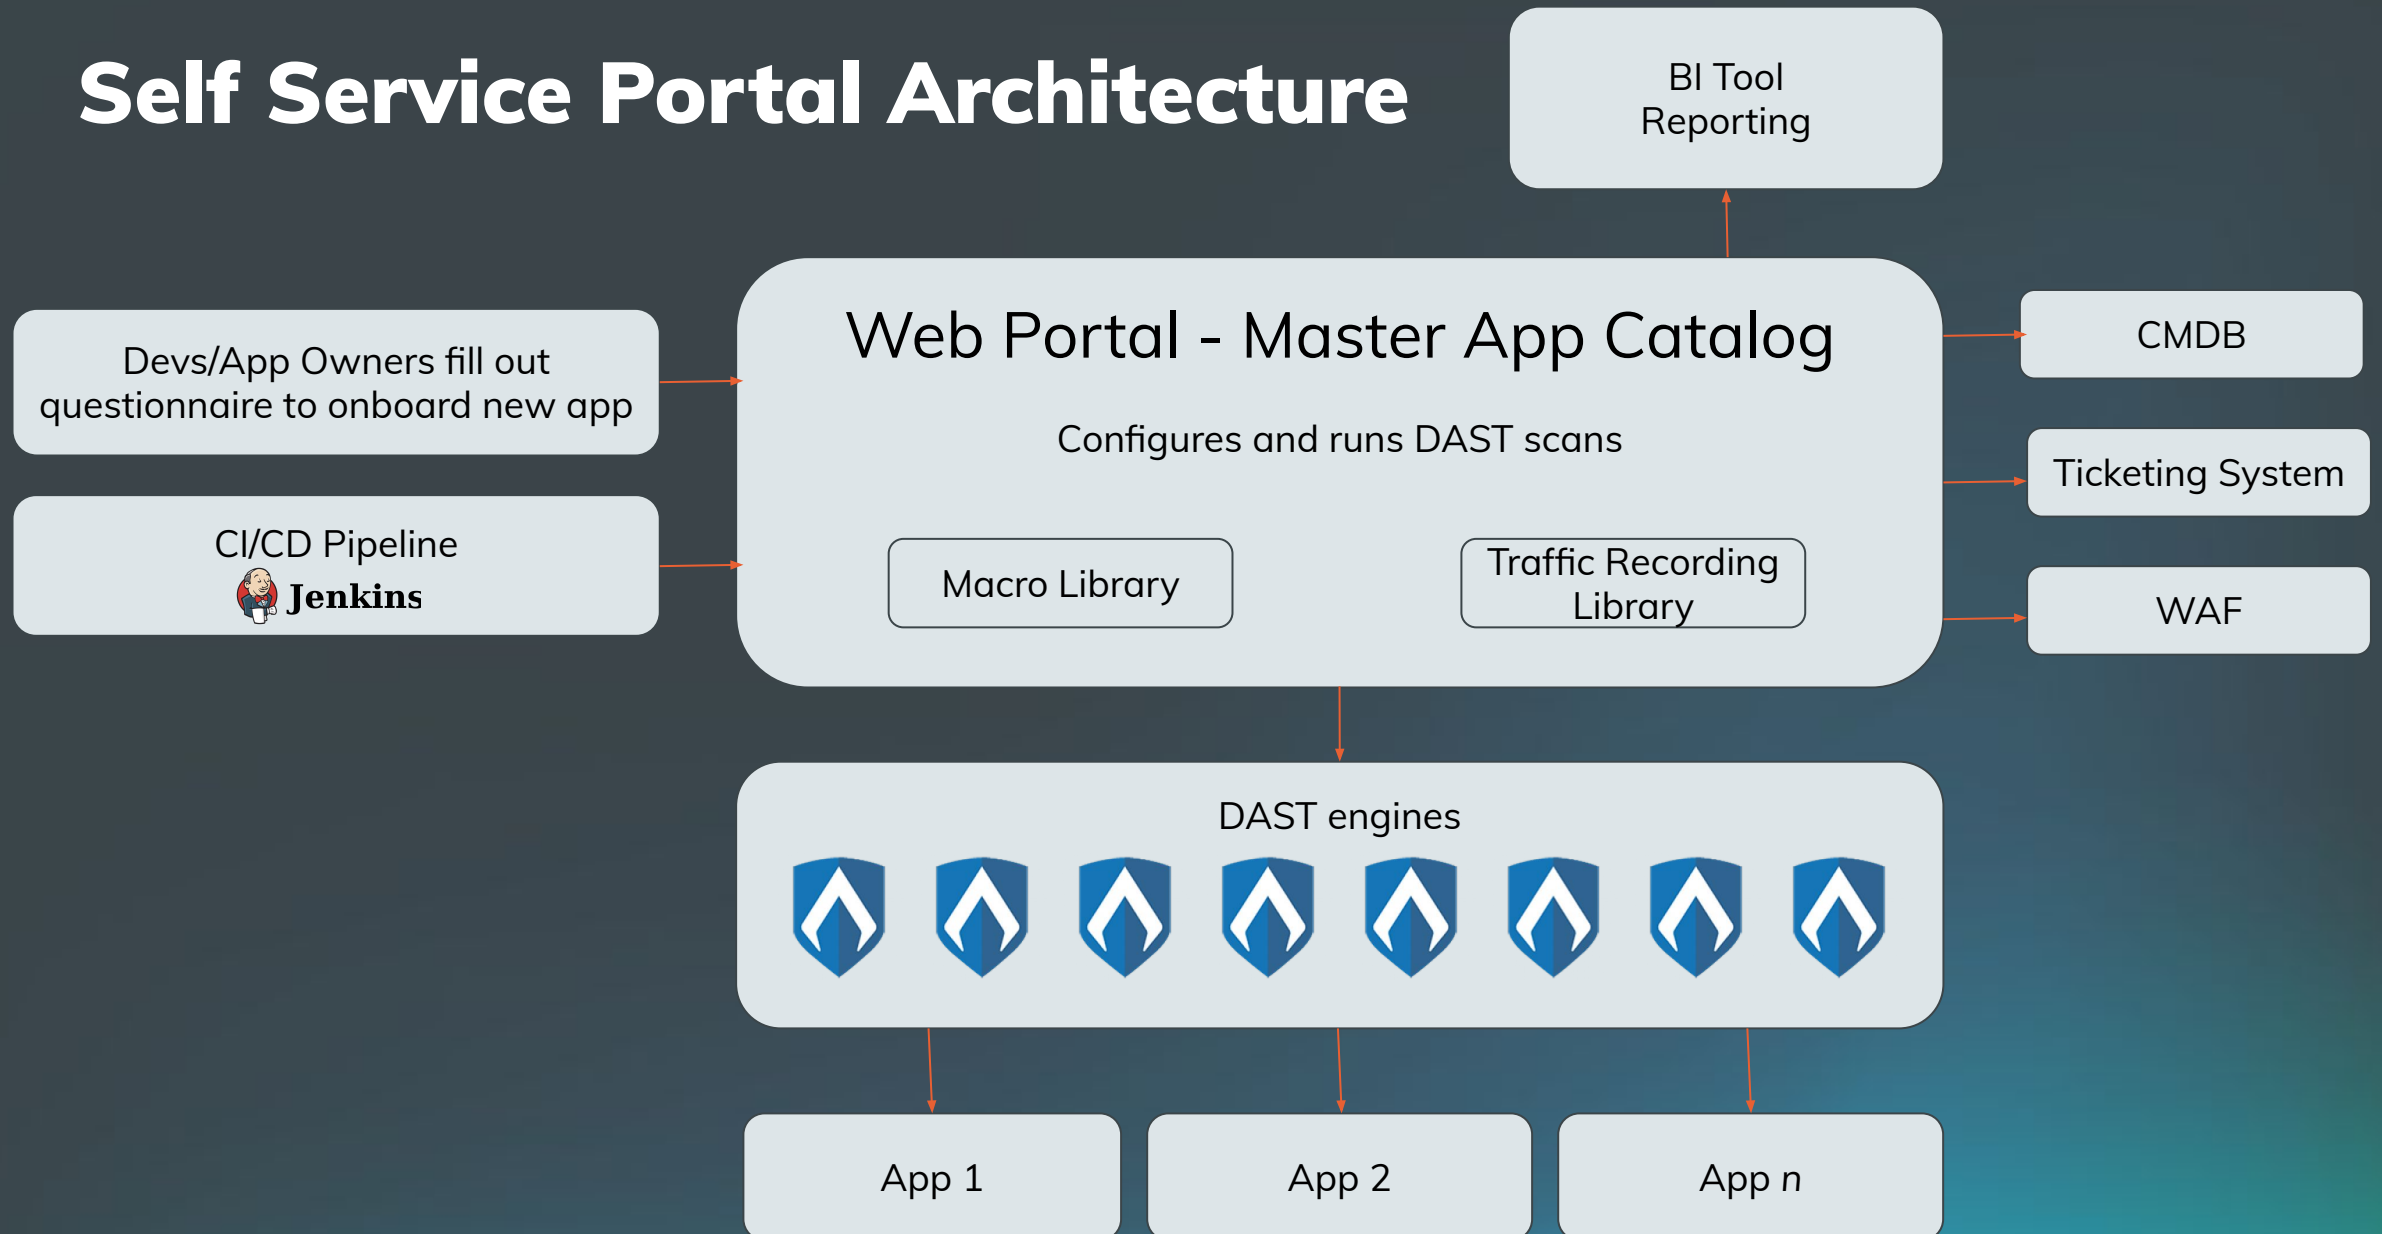 Self Service Portal Architecture
BI Tool
Reporting
Devs/App Owners fill out
questionnaire to onboard new app
CI/CD Pipeline
Jenkins
Web Portal - Master App Catalog
Configures and runs DAST scans
Macro Library
Traffic Recording
Library
CMDB
Ticketing System
WAF
DAST engines
App 1
App 2
App n